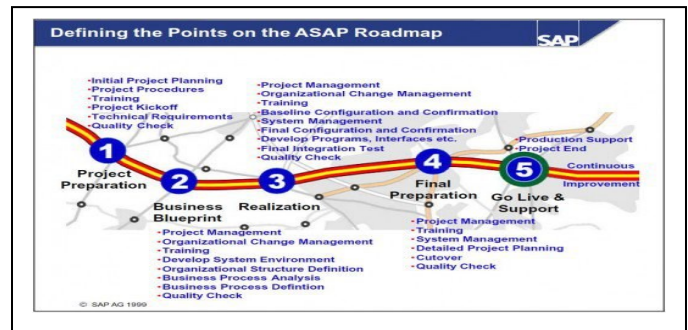 Defining the Points on the ASAP Roadmap
SAP
-Initial Project Planning
-Project Procedures
-Training
-Project Kickoff
-Technical Requirements
-Quality Check
-Project Management
-Organizational Change Management
-Training
-Baseline Configuration and Confirmation
-System Management
-Final Configuration and Confirmation
-Develop Programs, Interfaces etc.
-Final Integration Test
-Quality Check
-Production Support
-Project End
1
2
3
4
5
Continuous
Improvement
Project
Preparation
Business
Blueprint
Realization
Final
Preparation
Go Live &
Support
-Project Management
-Organizational Change Management
-Training
-Develop System Environment
-Organizational Structure Definition
-Business Process Analysis
-Business Process Defintion
-Quality Check
-Project Management
-Training
-System Management
-Detailed Project Planning
-Cutover
-Quality Check
© SAP AG 1999